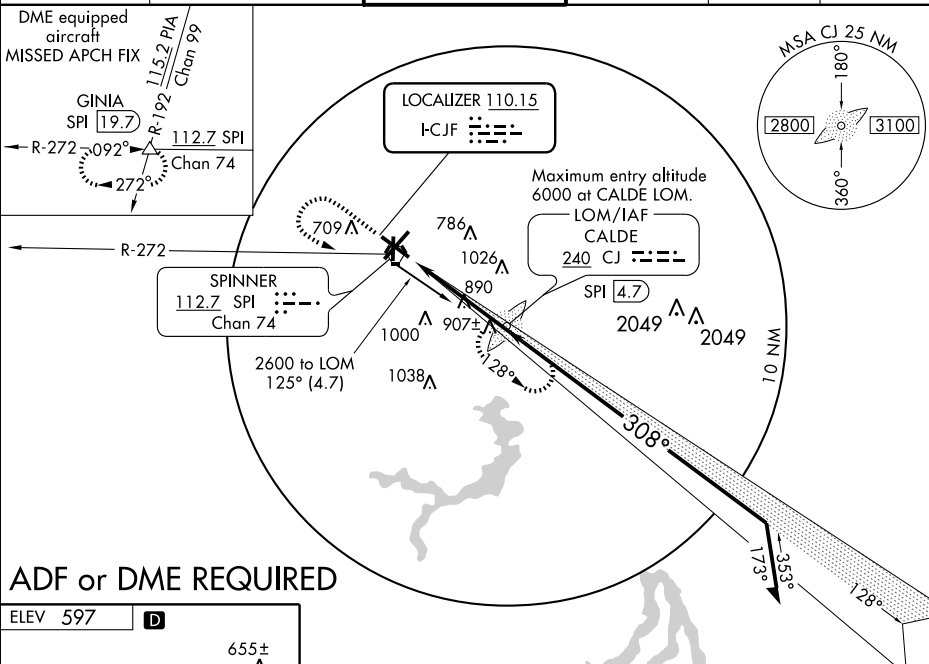 DME equipped
aircraft
MISSED APCH FIX
115.2 PIA
Chan 99
R-192
GINIA
SPI 19.7
R-272
092°
112.7 SPI
Chan 74
272°
MSA CJ 25 NM
180°
2800
3100
360°
LOCALIZER 110.15
I-CJF
Maximum entry altitude
6000 at CALDE LOM.
LOM/IAF
CALDE
240 CJ
SPI 4.7
709
786
1026
R-272
SPINNER
112.7 SPI
Chan 74
890
907±
1000
2049
2049
10 NM
2600 to LOM
125° (4.7)
128°
1038
308°
173°
353°
128°
ADF or DME REQUIRED
ELEV 597
D
655±